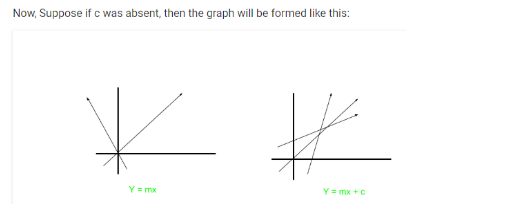 Now, Suppose if c was absent, then the graph will be formed like this:
Y = mx
Y = mx + c